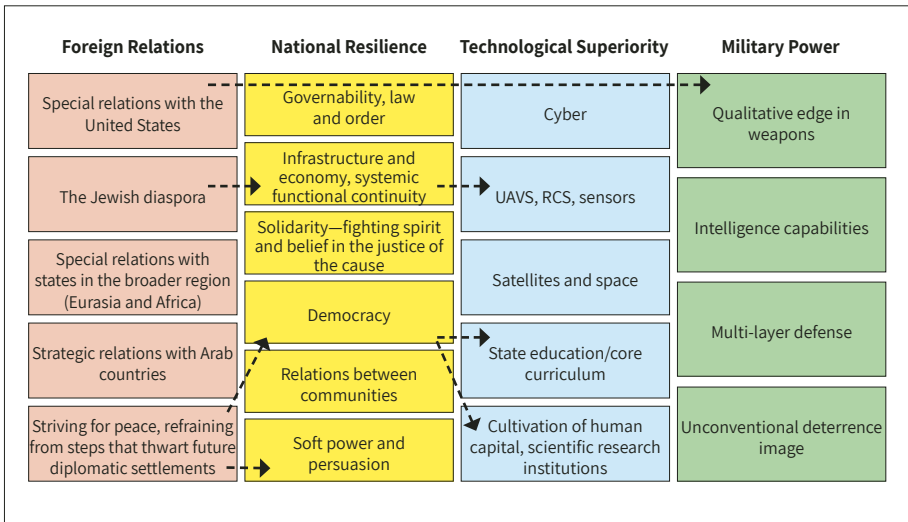 Foreign Relations
Special relations with the
United States
The Jewish diaspora
Special relations with
states in the broader region
(Eurasia and Africa)
Strategic relations with Arab
countries
Striving for peace, refraining
from steps that thwart future
diplomatic settlements
National Resilience
Governability, law
and order
Infrastructure and
economy, systemic
functional continuity
Solidarity—fighting spirit
and belief in the justice of
the cause
Democracy
Relations between
communities
Soft power and
persuasion
Technological Superiority
Cyber
UAVS, RCS, sensors
Satellites and space
State education/core
curriculum
Cultivation of human
capital, scientific research
institutions
Military Power
Qualitative edge in
weapons
Intelligence capabilities
Multi-layer defense
Unconventional deterrence
image